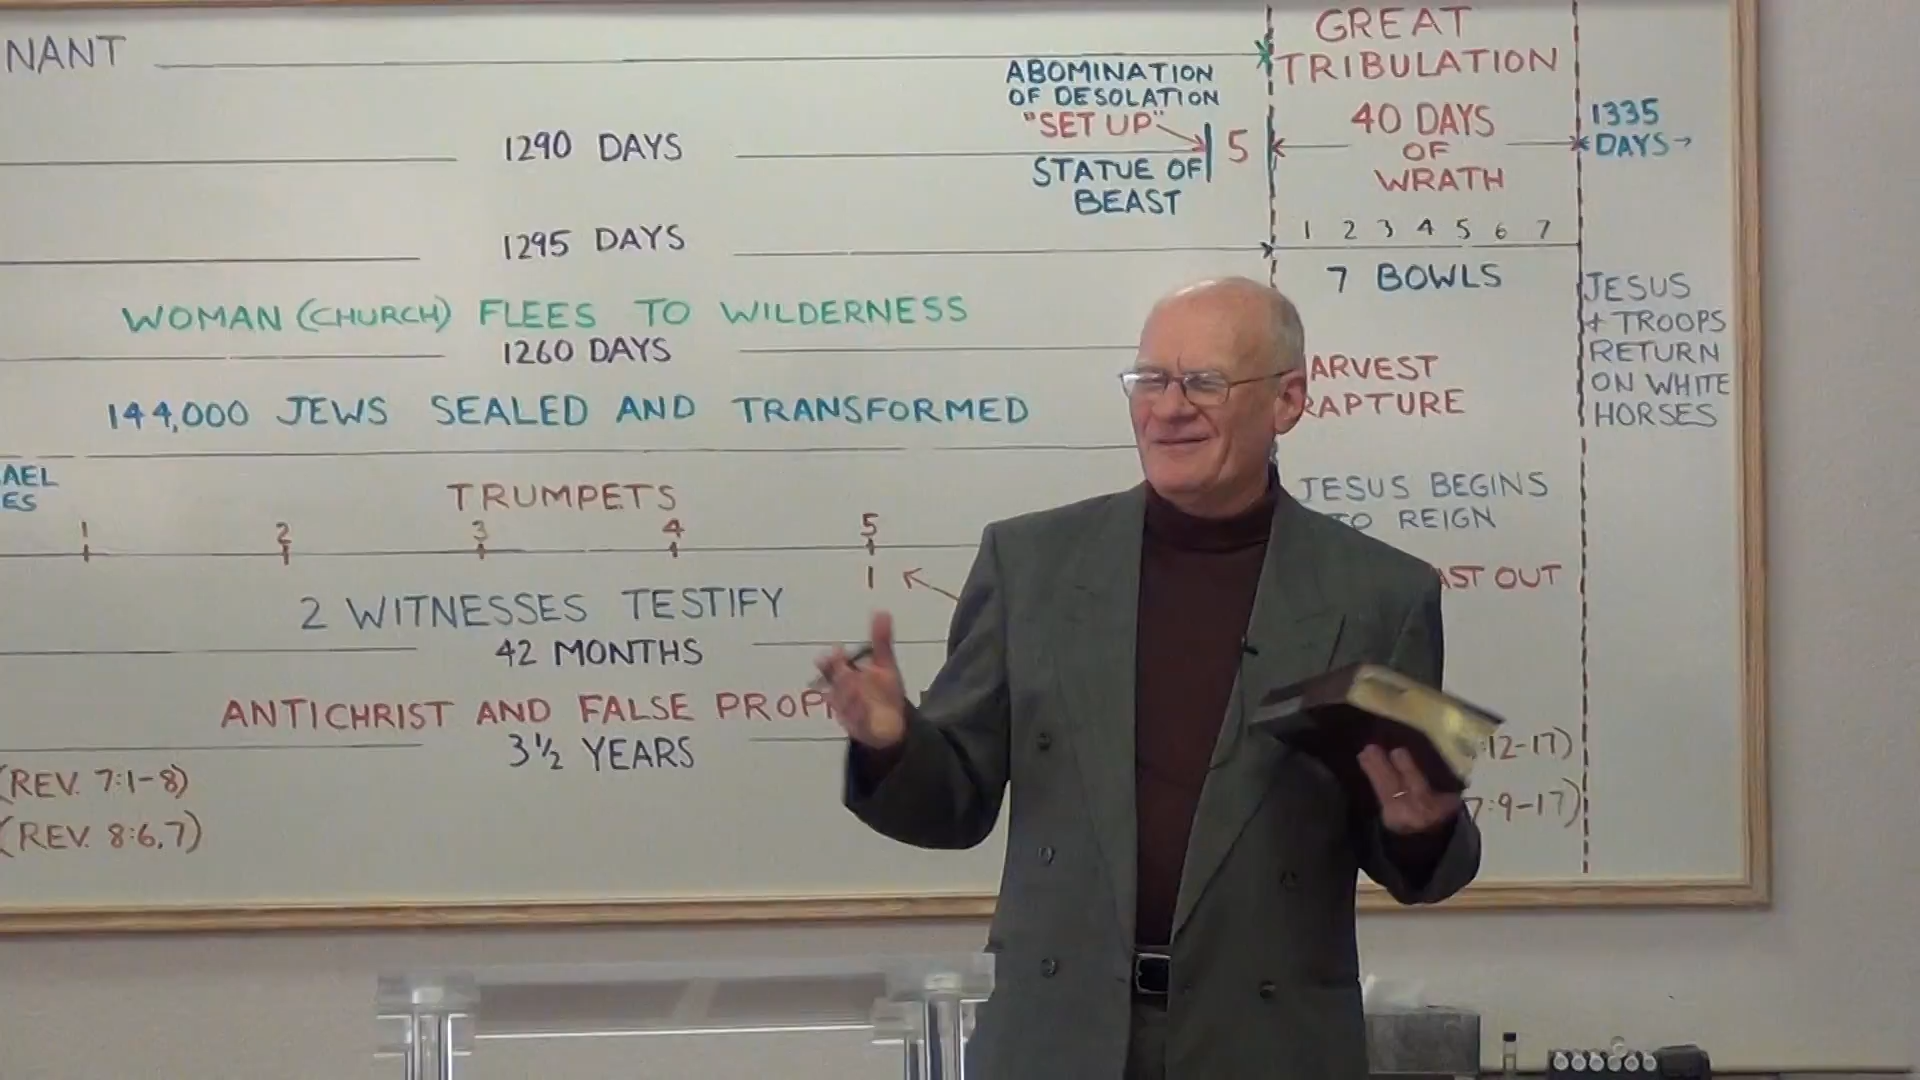 NANT
GREAT
TRIBULATION
ABOMINATION
OF DESOLATION
"SET UP"
STATUE OF
BEAST
5
40 DAYS
OF
WRATH
1335
DAYS→
1290 DAYS
1295 DAYS
1 2 3 4 5 6 7
7 BOWLS
JESUS
+ TROOPS
RETURN
ON WHITE
HORSES
WOMAN (CHURCH) FLEES TO WILDERNESS
1260 DAYS
ARVEST
RAPTURE
144,000 JEWS SEALED AND TRANSFORMED
AEL
ES
TRUMPETS
1 2 3 4 5
1
JESUS BEGINS
TO REIGN
AST OUT
2 WITNESSES TESTIFY
42 MONTHS
ANTICHRIST AND FALSE PROP
3½ YEARS
(REV. 7:1-8)
(REV. 8:6,7)
:12-17)
7:9-17)